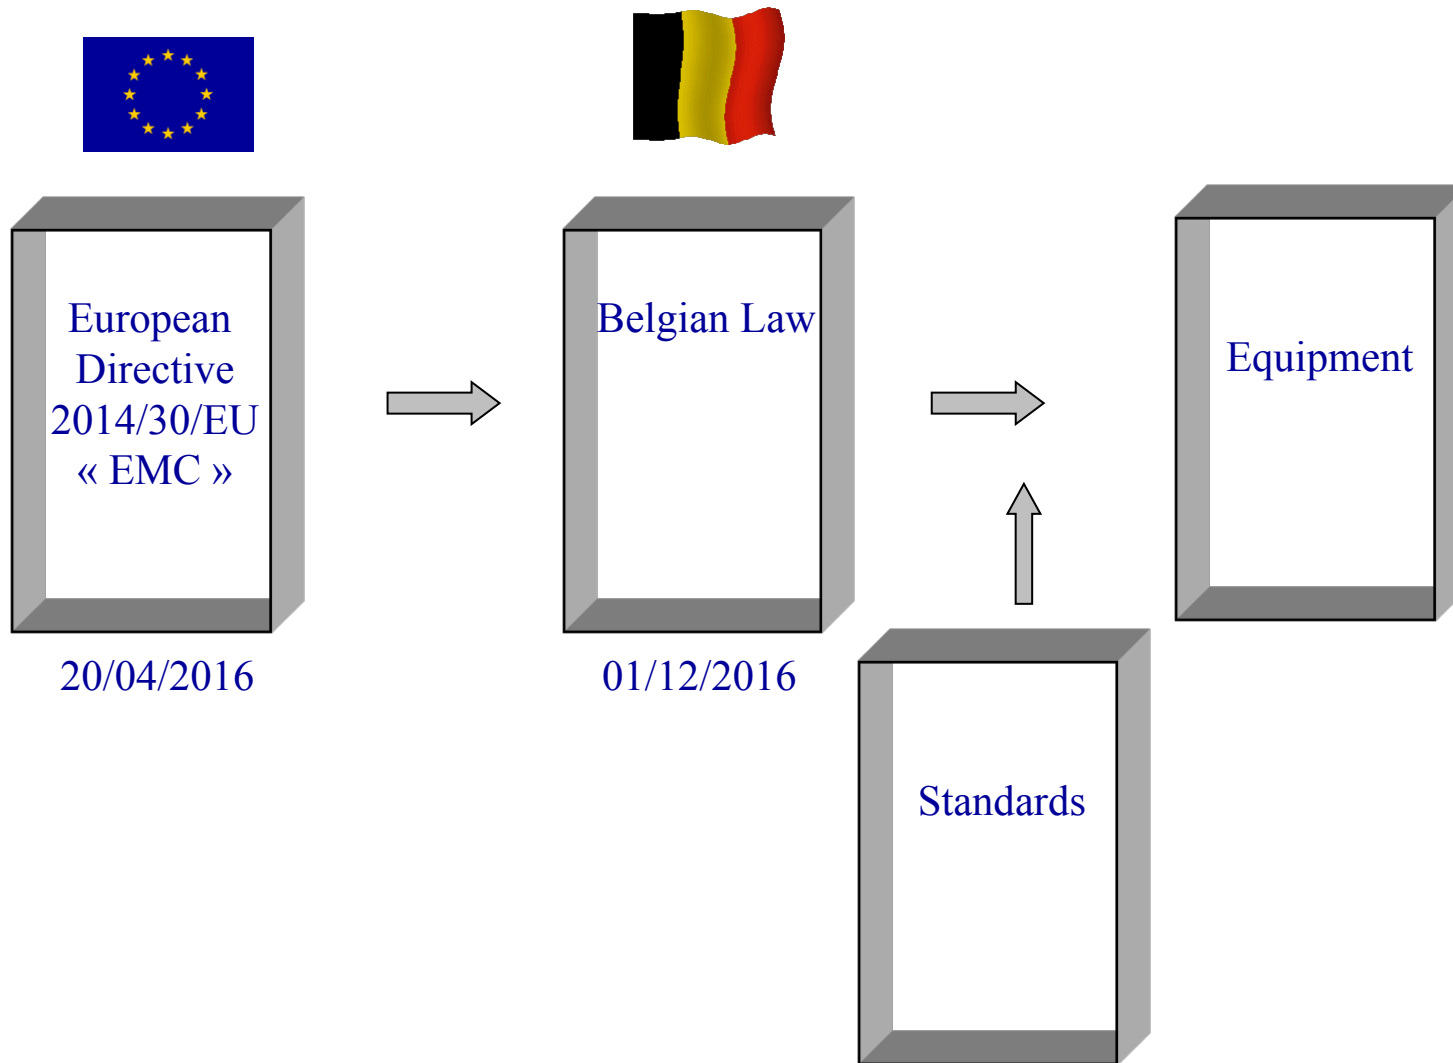 European
Directive
2014/30/EU
« EMC »
20/04/2016
Belgian Law
01/12/2016
Equipment
Standards